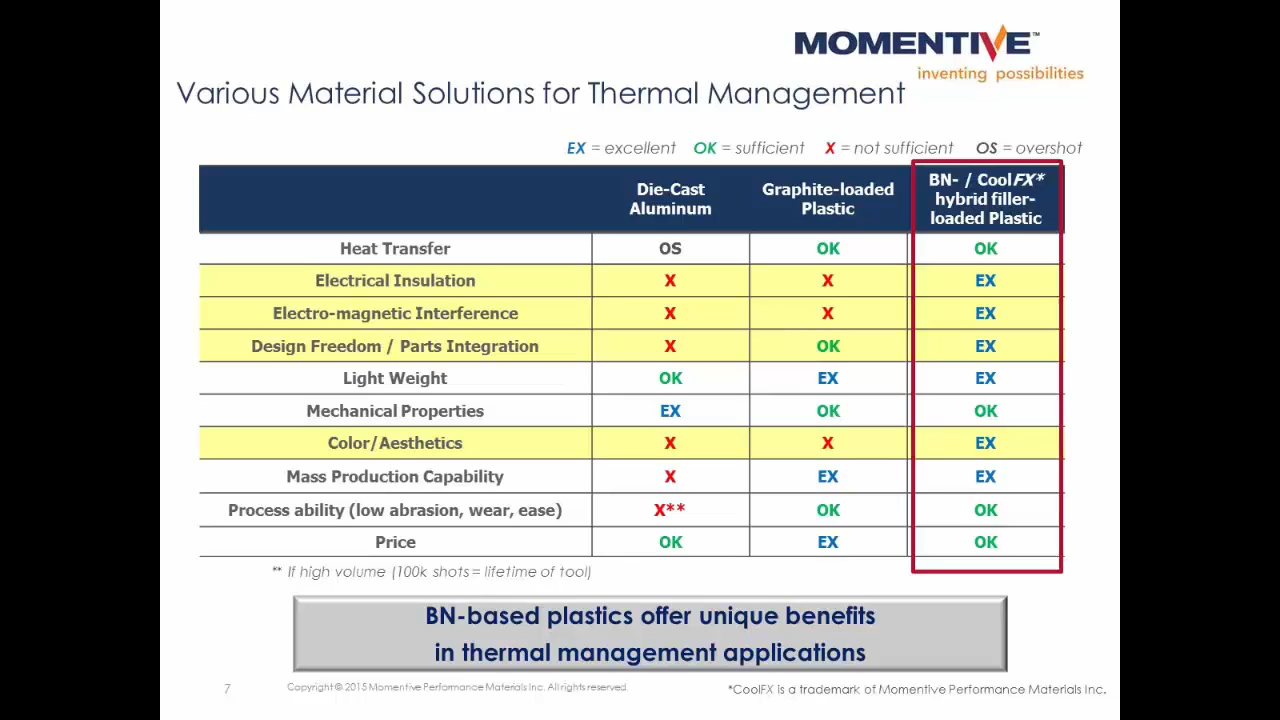 MOMENTIVE™
inventing possibilities
Various Material Solutions for Thermal Management
EX = excellent OK = sufficient X = not sufficient OS = overshot
Die-Cast Aluminum
Graphite-loaded Plastic
BN- / CoolFX* hybrid filler-loaded Plastic
Heat Transfer OS OK OK
Electrical Insulation X X EX
Electro-magnetic Interference X X EX
Design Freedom / Parts Integration X OK EX
Light Weight OK EX EX
Mechanical Properties EX OK OK
Color/Aesthetics X X EX
Mass Production Capability X EX EX
Process ability (low abrasion, wear, ease) X** OK OK
Price OK EX OK
** If high volume (100k shots = lifetime of tool)
BN-based plastics offer unique benefits
in thermal management applications
7 Copyright © 2015 Momentive Performance Materials Inc. All rights reserved. *CoolFX is a trademark of Momentive Performance Materials Inc.